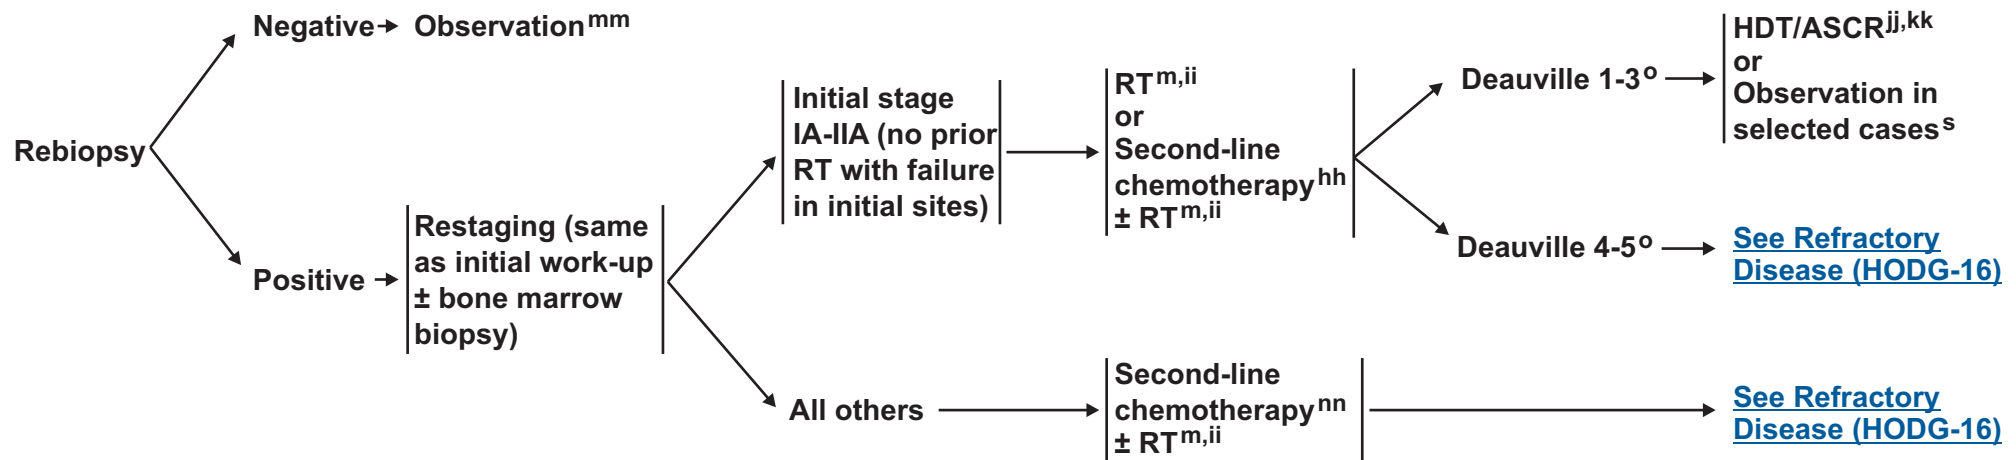 Rebiopsy
Negative
Observation mm
Positive
Restaging (same
as initial work-up
± bone marrow
biopsy)
Initial stage
IA-IIA (no prior
RT with failure
in initial sites)
RT m,ii
or
Second-line
chemotherapy hh
± RT m,ii
Deauville 1-3 o
HDT/ASCR jj,kk
or
Observation in
selected cases s
Deauville 4-5 o
See Refractory
Disease (HODG-16)
All others
Second-line
chemotherapy nn
± RT m,ii
See Refractory
Disease (HODG-16)